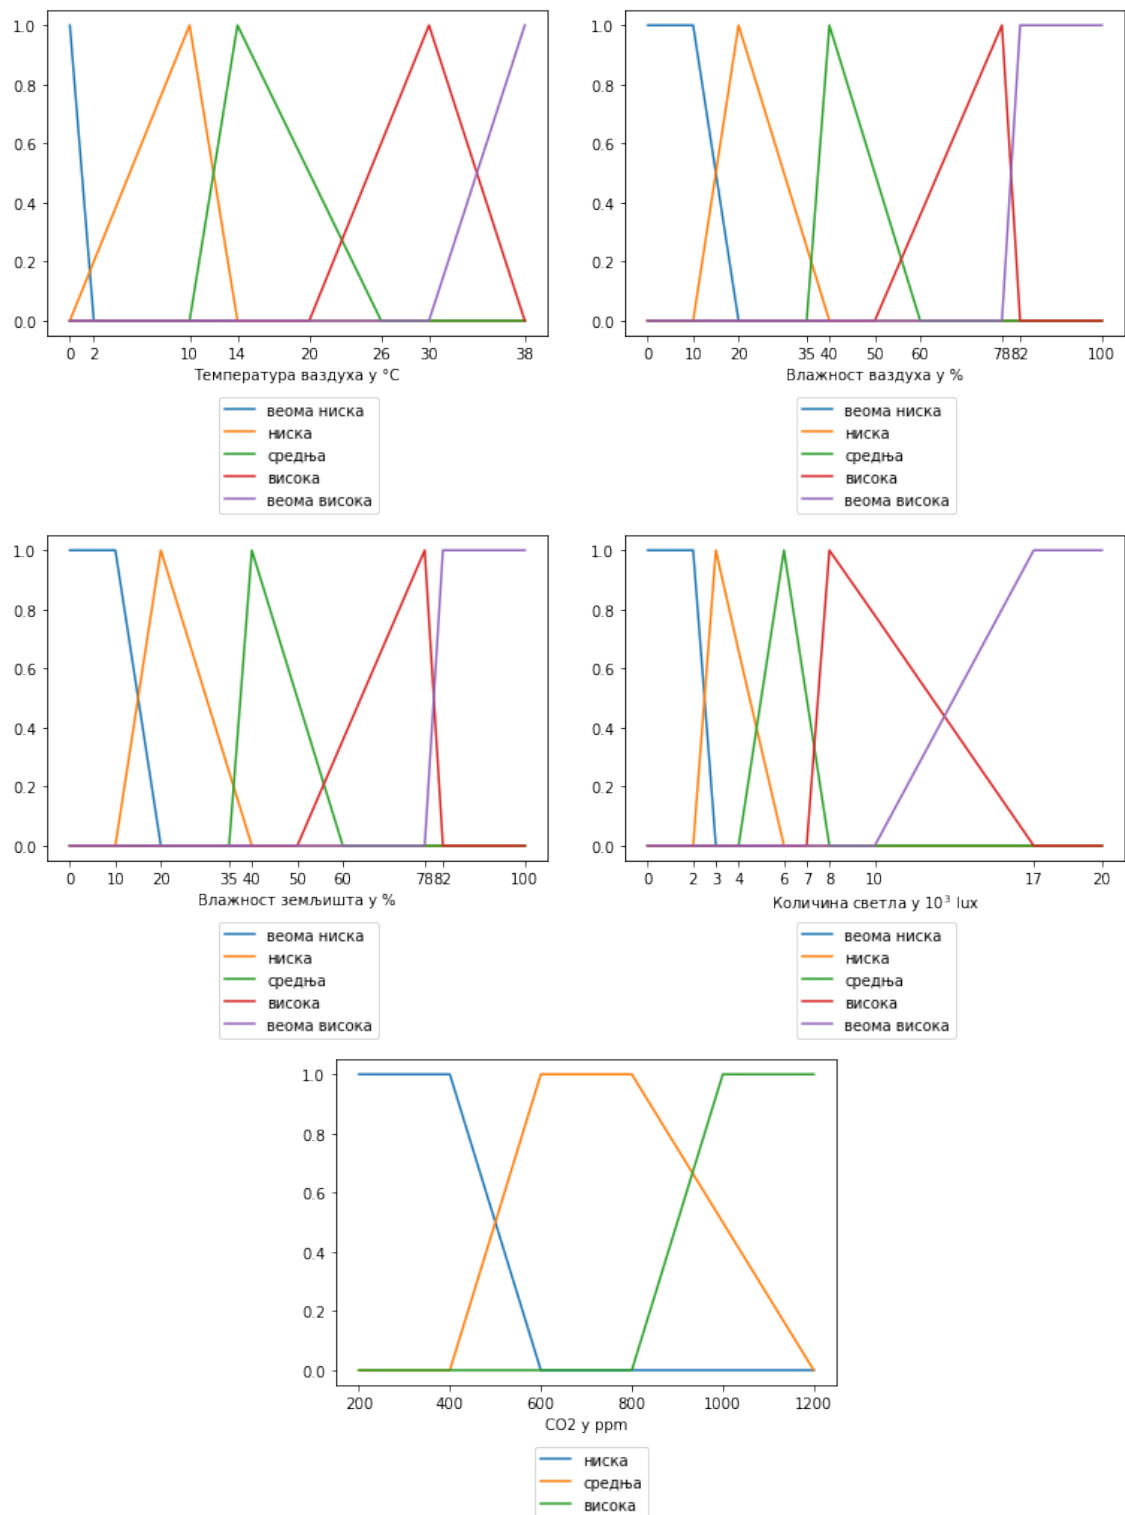 1.0
0.8
0.6
0.4
0.2
0.0
0 2 10 14 20 26 30 38
Температура ваздуха у °C
веома ниска
ниска
средња
висока
веома висока
1.0
0.8
0.6
0.4
0.2
0.0
0 10 20 35 40 50 60 78 82 100
Влажност ваздуха у %
веома ниска
ниска
средња
висока
веома висока
1.0
0.8
0.6
0.4
0.2
0.0
0 10 20 35 40 50 60 78 82 100
Влажност земљишта у %
веома ниска
ниска
средња
висока
веома висока
1.0
0.8
0.6
0.4
0.2
0.0
0 2 3 4 6 7 8 10 17 20
Количина светла у 10³ lux
веома ниска
ниска
средња
висока
веома висока
1.0
0.8
0.6
0.4
0.2
0.0
200 400 600 800 1000 1200
CO2 у ppm
ниска
средња
висока